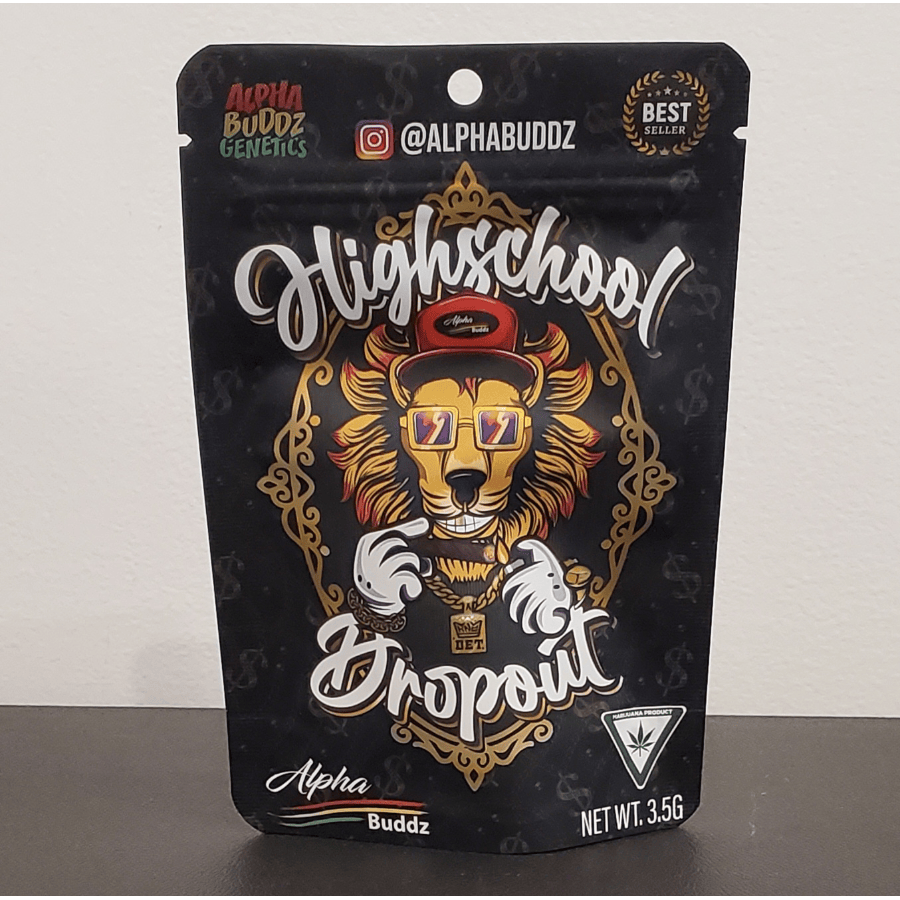 ALPHA
BUDDZ
GENETICS
@ALPHABUDDZ
BEST
SELLER
Highschool
Alpha
Buddz
DET.
Dropout
MARIJUANA PRODUCT
Alpha
Buddz
NET WT. 3.5G